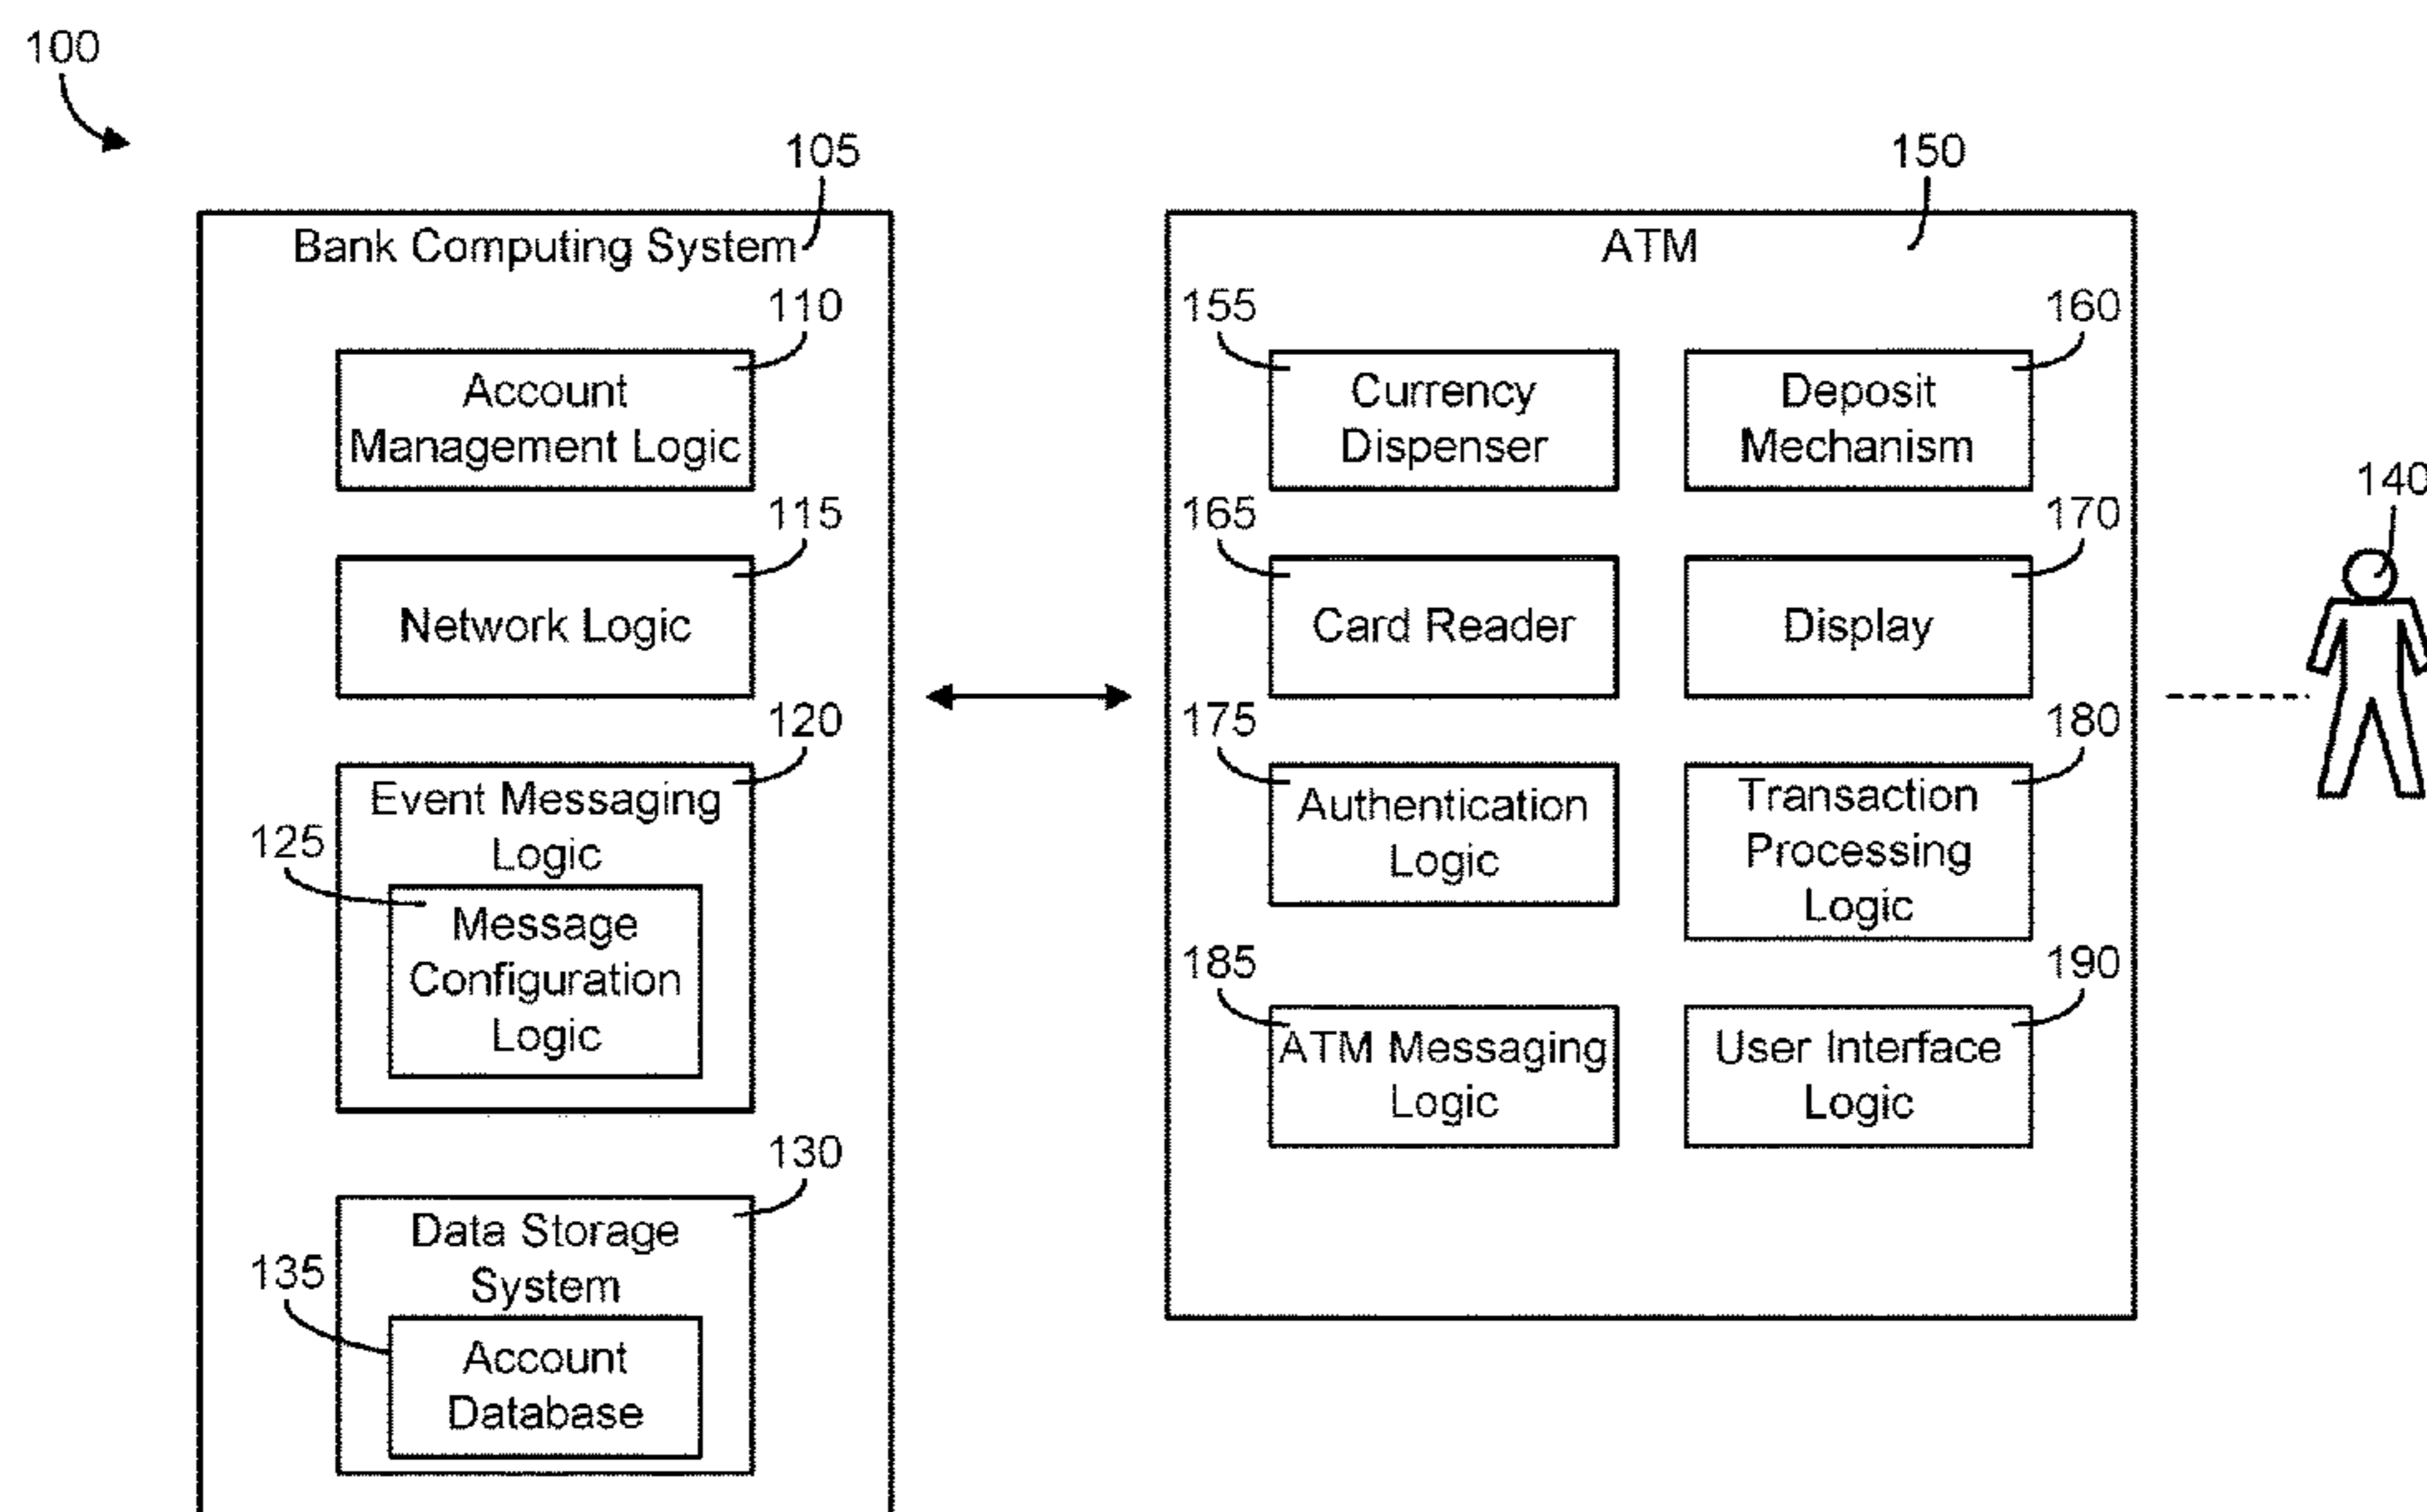 100
105
Bank Computing System
110
Account
Management Logic
115
Network Logic
120
Event Messaging
Logic
125
Message
Configuration
Logic
130
Data Storage
System
135
Account
Database
150
ATM
155
Currency
Dispenser
160
Deposit
Mechanism
165
Card Reader
170
Display
175
Authentication
Logic
180
Transaction
Processing
Logic
185
ATM Messaging
Logic
190
User Interface
Logic
140